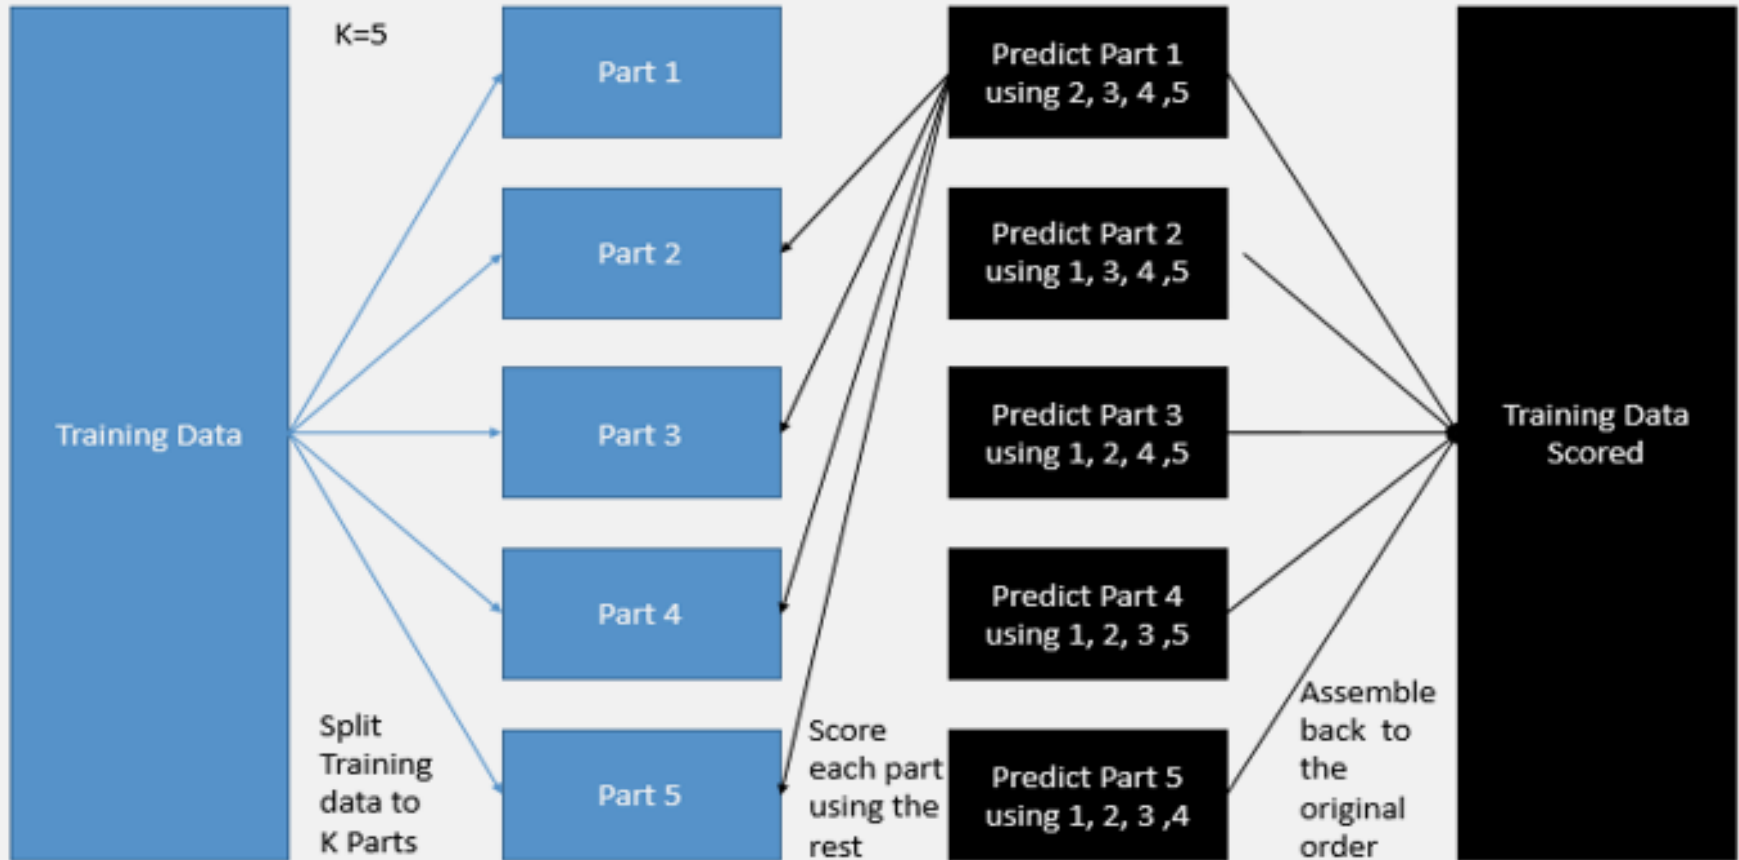 K=5
Training Data
Split
Training
data to
K Parts
Part 1
Part 2
Part 3
Part 4
Part 5
Score
each part
using the
rest
Predict Part 1
using 2, 3, 4 ,5
Predict Part 2
using 1, 3, 4 ,5
Predict Part 3
using 1, 2, 4 ,5
Predict Part 4
using 1, 2, 3 ,5
Predict Part 5
using 1, 2, 3 ,4
Assemble
back to
the
original
order
Training Data
Scored